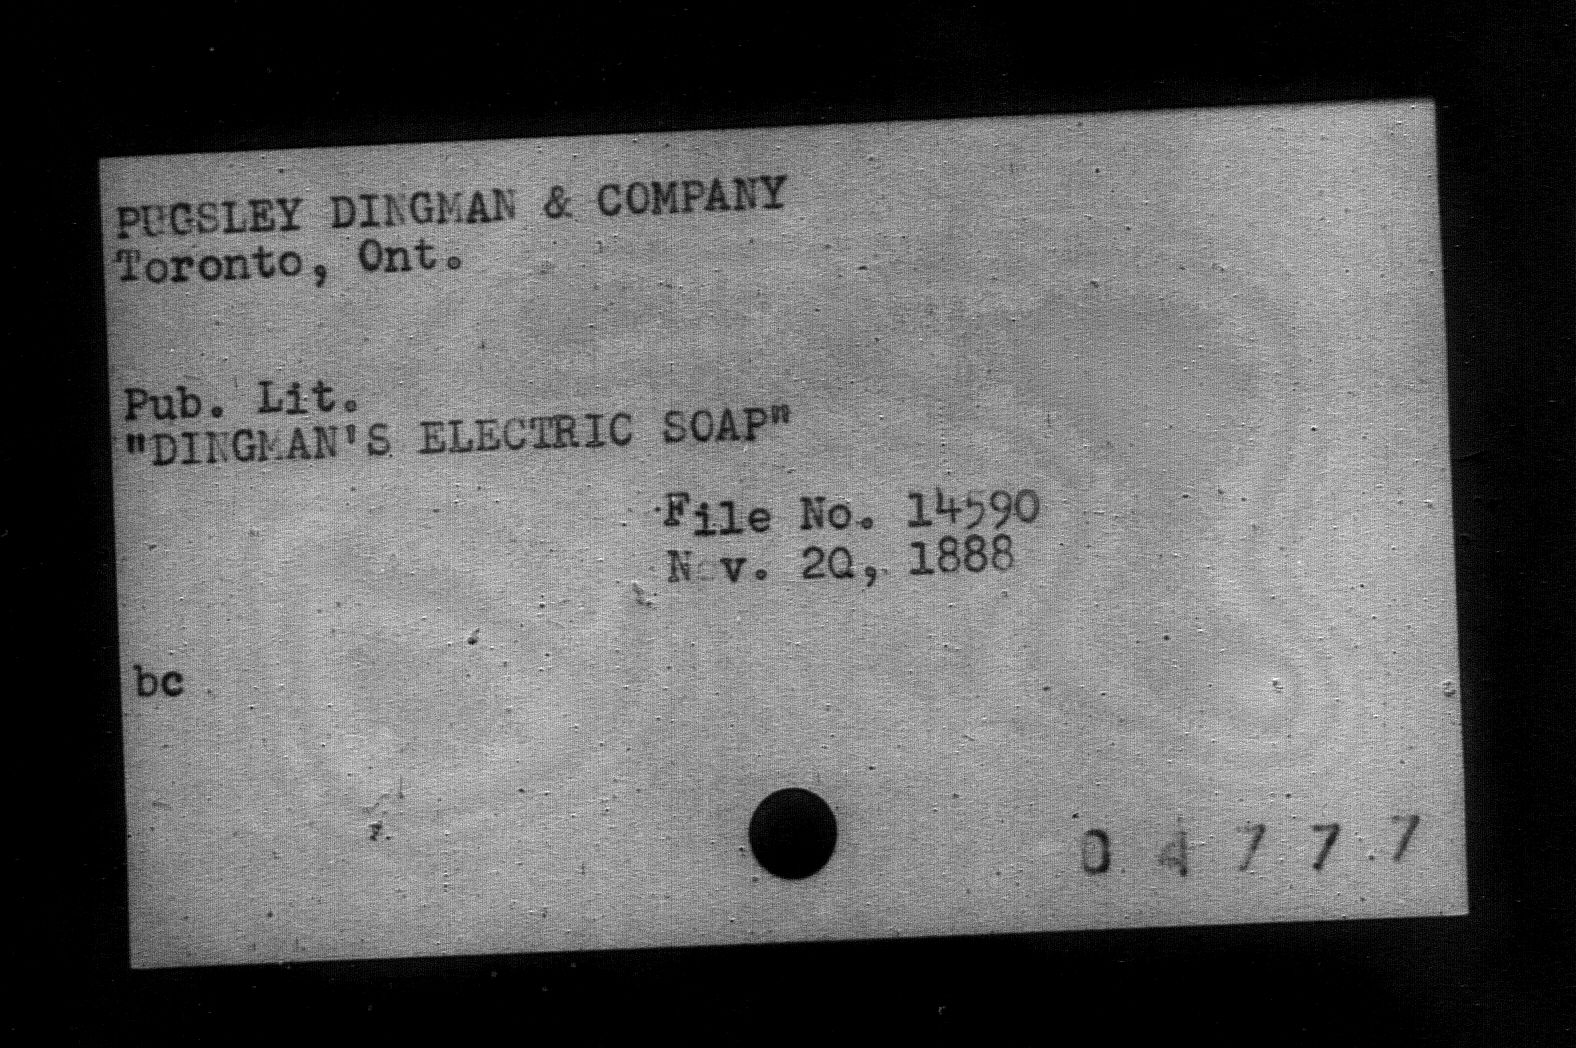 PUGSLEY DINGMAN & COMPANY
Toronto, Ont.
Pub. Lit.
"DINGMAN'S ELECTRIC SOAP"
File No. 14590
Nov. 20, 1888
bc
04777